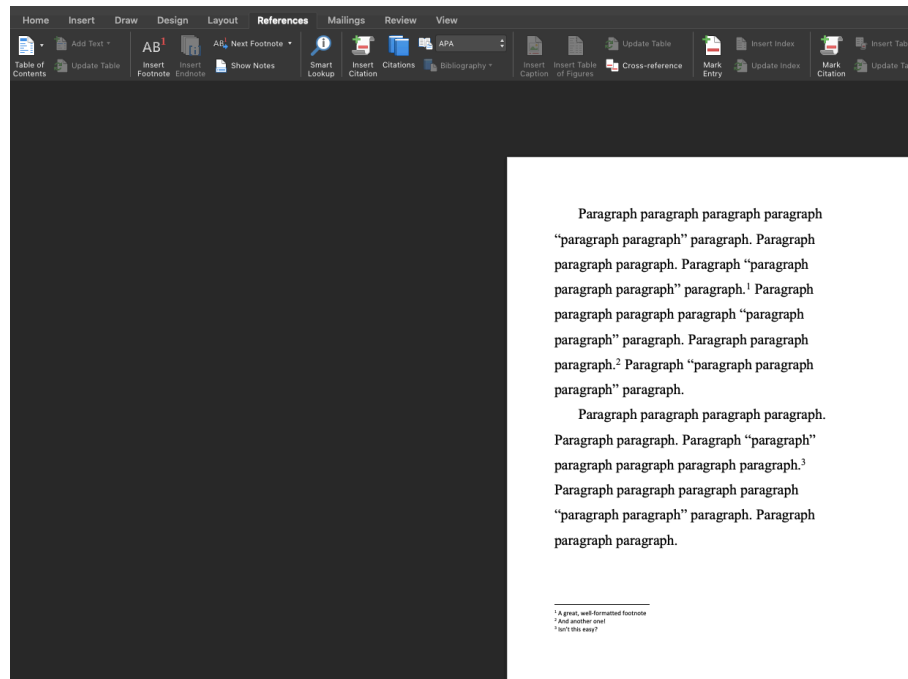 Home Insert Draw Design Layout References Mailings Review View
Add Text AB1 AB1 Next Footnote APA Update Table Insert Index Insert Tab
Table of Contents Update Table Insert Footnote Insert Endnote Show Notes Smart Lookup Insert Citation Citations Bibliography Insert Caption Insert Table of Figures Cross-reference Mark Entry Update Index Mark Citation Update Ta
Paragraph paragraph paragraph paragraph
“paragraph paragraph” paragraph. Paragraph
paragraph paragraph. Paragraph “paragraph
paragraph paragraph” paragraph.1 Paragraph
paragraph paragraph paragraph “paragraph
paragraph” paragraph. Paragraph paragraph
paragraph.2 Paragraph “paragraph paragraph
paragraph” paragraph.
Paragraph paragraph paragraph paragraph.
Paragraph paragraph. Paragraph “paragraph”
paragraph paragraph paragraph paragraph.3
Paragraph paragraph paragraph paragraph
“paragraph paragraph” paragraph. Paragraph
paragraph paragraph.
1 A great, well-formatted footnote
2 And another one!
3 Isn't this easy?